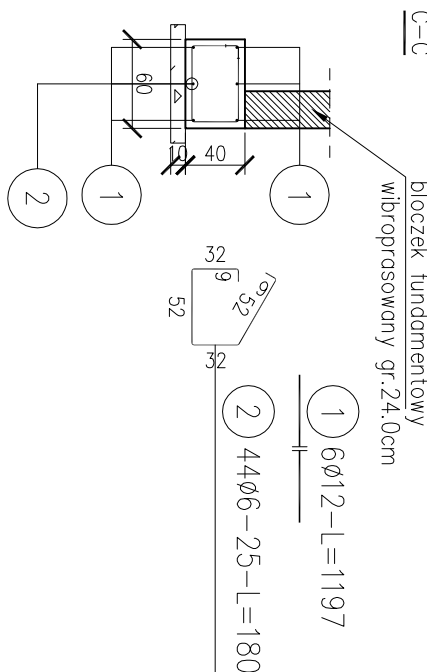 C-C
bloczek fundamentowy
wibroprasowany gr.24.0cm
60
10
40
1
1
2
32
9
52
9
52
32
1 6ø12-L=1197
2 44ø6-25-L=180